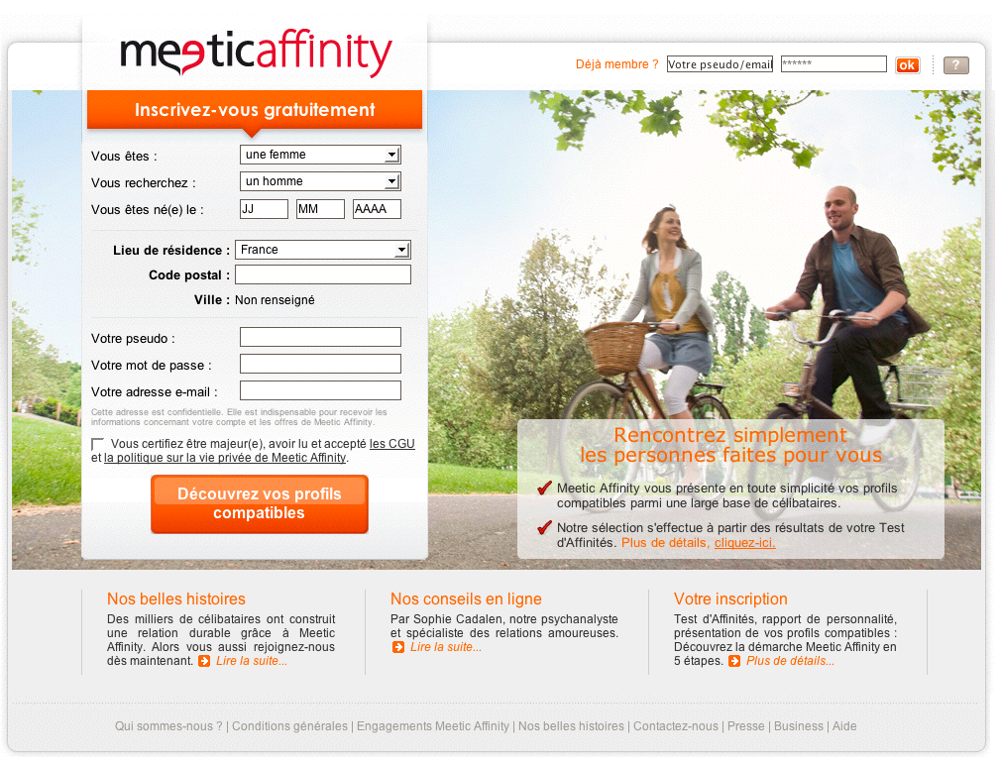 meeticaffinity
Déjà membre ? Votre pseudo/email ****** ok ?
Inscrivez-vous gratuitement
Vous êtes : une femme
Vous recherchez : un homme
Vous êtes né(e) le : JJ MM AAAA
Lieu de résidence : France
Code postal :
Ville : Non renseigné
Votre pseudo :
Votre mot de passe :
Votre adresse e-mail :
Cette adresse est confidentielle. Elle est indispensable pour recevoir les
informations concernant votre compte et les offres de Meetic Affinity.
Vous certifiez être majeur(e), avoir lu et accepté les CGU
et la politique sur la vie privée de Meetic Affinity.
Découvrez vos profils
compatibles
Rencontrez simplement
les personnes faites pour vous
Meetic Affinity vous présente en toute simplicité vos profils
compatibles parmi une large base de célibataires.
Notre sélection s'effectue à partir des résultats de votre Test
d'Affinités. Plus de détails, cliquez-ici.
Nos belles histoires
Des milliers de célibataires ont construit
une relation durable grâce à Meetic
Affinity. Alors vous aussi rejoignez-nous
dès maintenant. Lire la suite...
Nos conseils en ligne
Par Sophie Cadalen, notre psychanalyste
et spécialiste des relations amoureuses.
Lire la suite...
Votre inscription
Test d'Affinités, rapport de personnalité,
présentation de vos profils compatibles :
Découvrez la démarche Meetic Affinity en
5 étapes. Plus de détails...
Qui sommes-nous ? | Conditions générales | Engagements Meetic Affinity | Nos belles histoires | Contactez-nous | Presse | Business | Aide